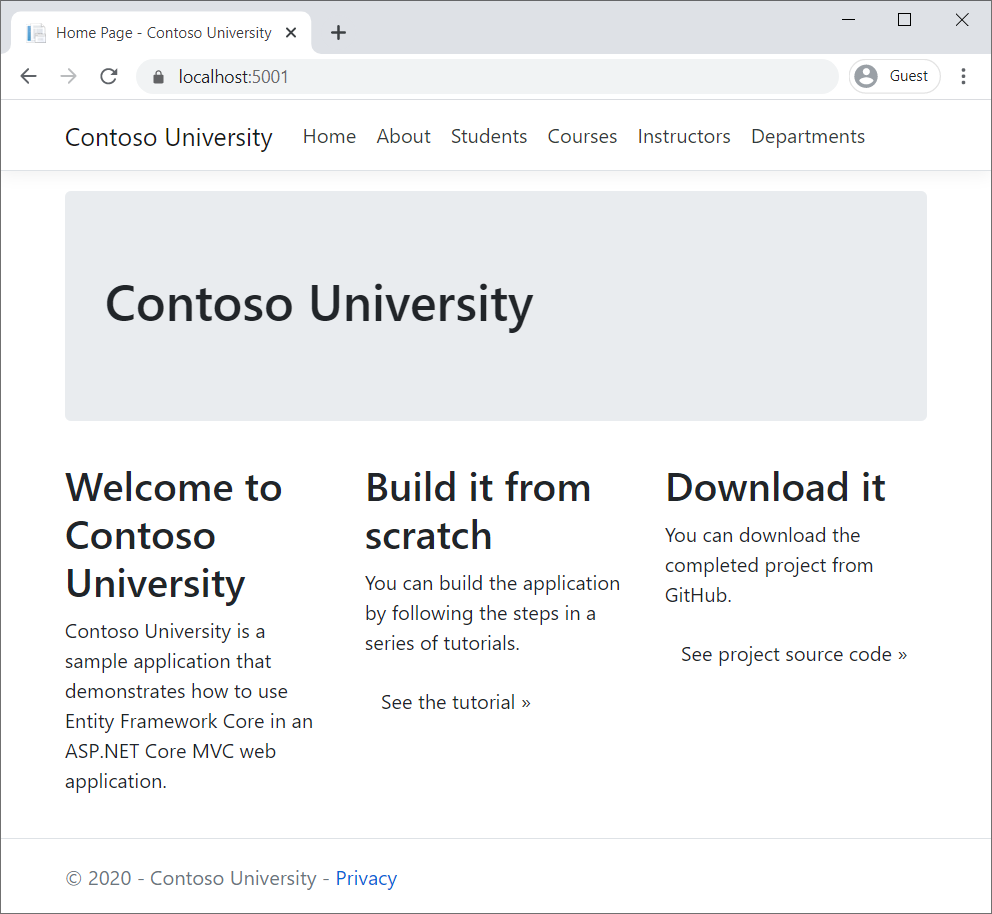 Home Page - Contoso University
localhost:5001
Guest
Contoso University Home About Students Courses Instructors Departments
Contoso University
Welcome to
Contoso
University
Contoso University is a
sample application that
demonstrates how to use
Entity Framework Core in an
ASP.NET Core MVC web
application.
Build it from
scratch
You can build the application
by following the steps in a
series of tutorials.
See the tutorial »
Download it
You can download the
completed project from
GitHub.
See project source code »
© 2020 - Contoso University - Privacy